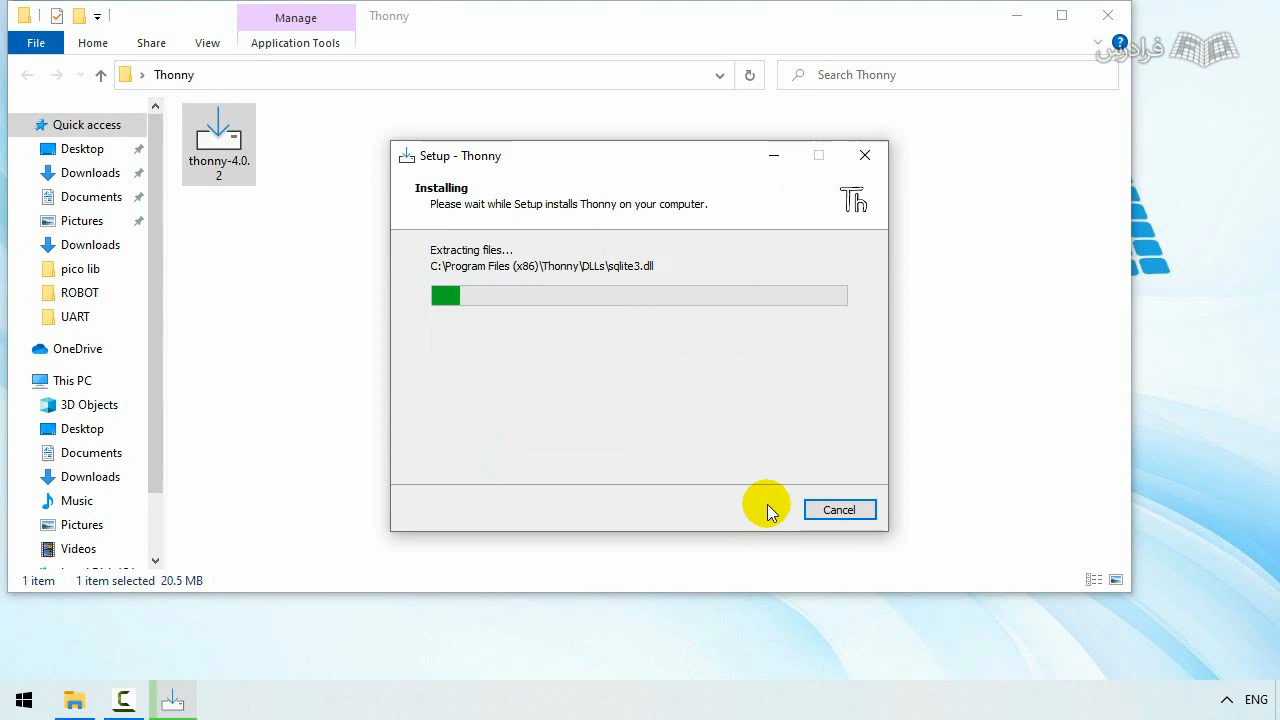 Manage
Thonny
File
Home
Share
View
Application Tools
فرادرس
Thonny
Search Thonny
Quick access
Desktop
Downloads
Documents
Pictures
Downloads
pico lib
ROBOT
UART
OneDrive
This PC
3D Objects
Desktop
Documents
Downloads
Music
Pictures
Videos
thonny-4.0.
2
Setup - Thonny
Installing
Please wait while Setup installs Thonny on your computer.
Th
Extracting files...
C:\Program Files (x86)\Thonny\DLLs\sqlite3.dll
Cancel
1 item
1 item selected 20.5 MB
ENG